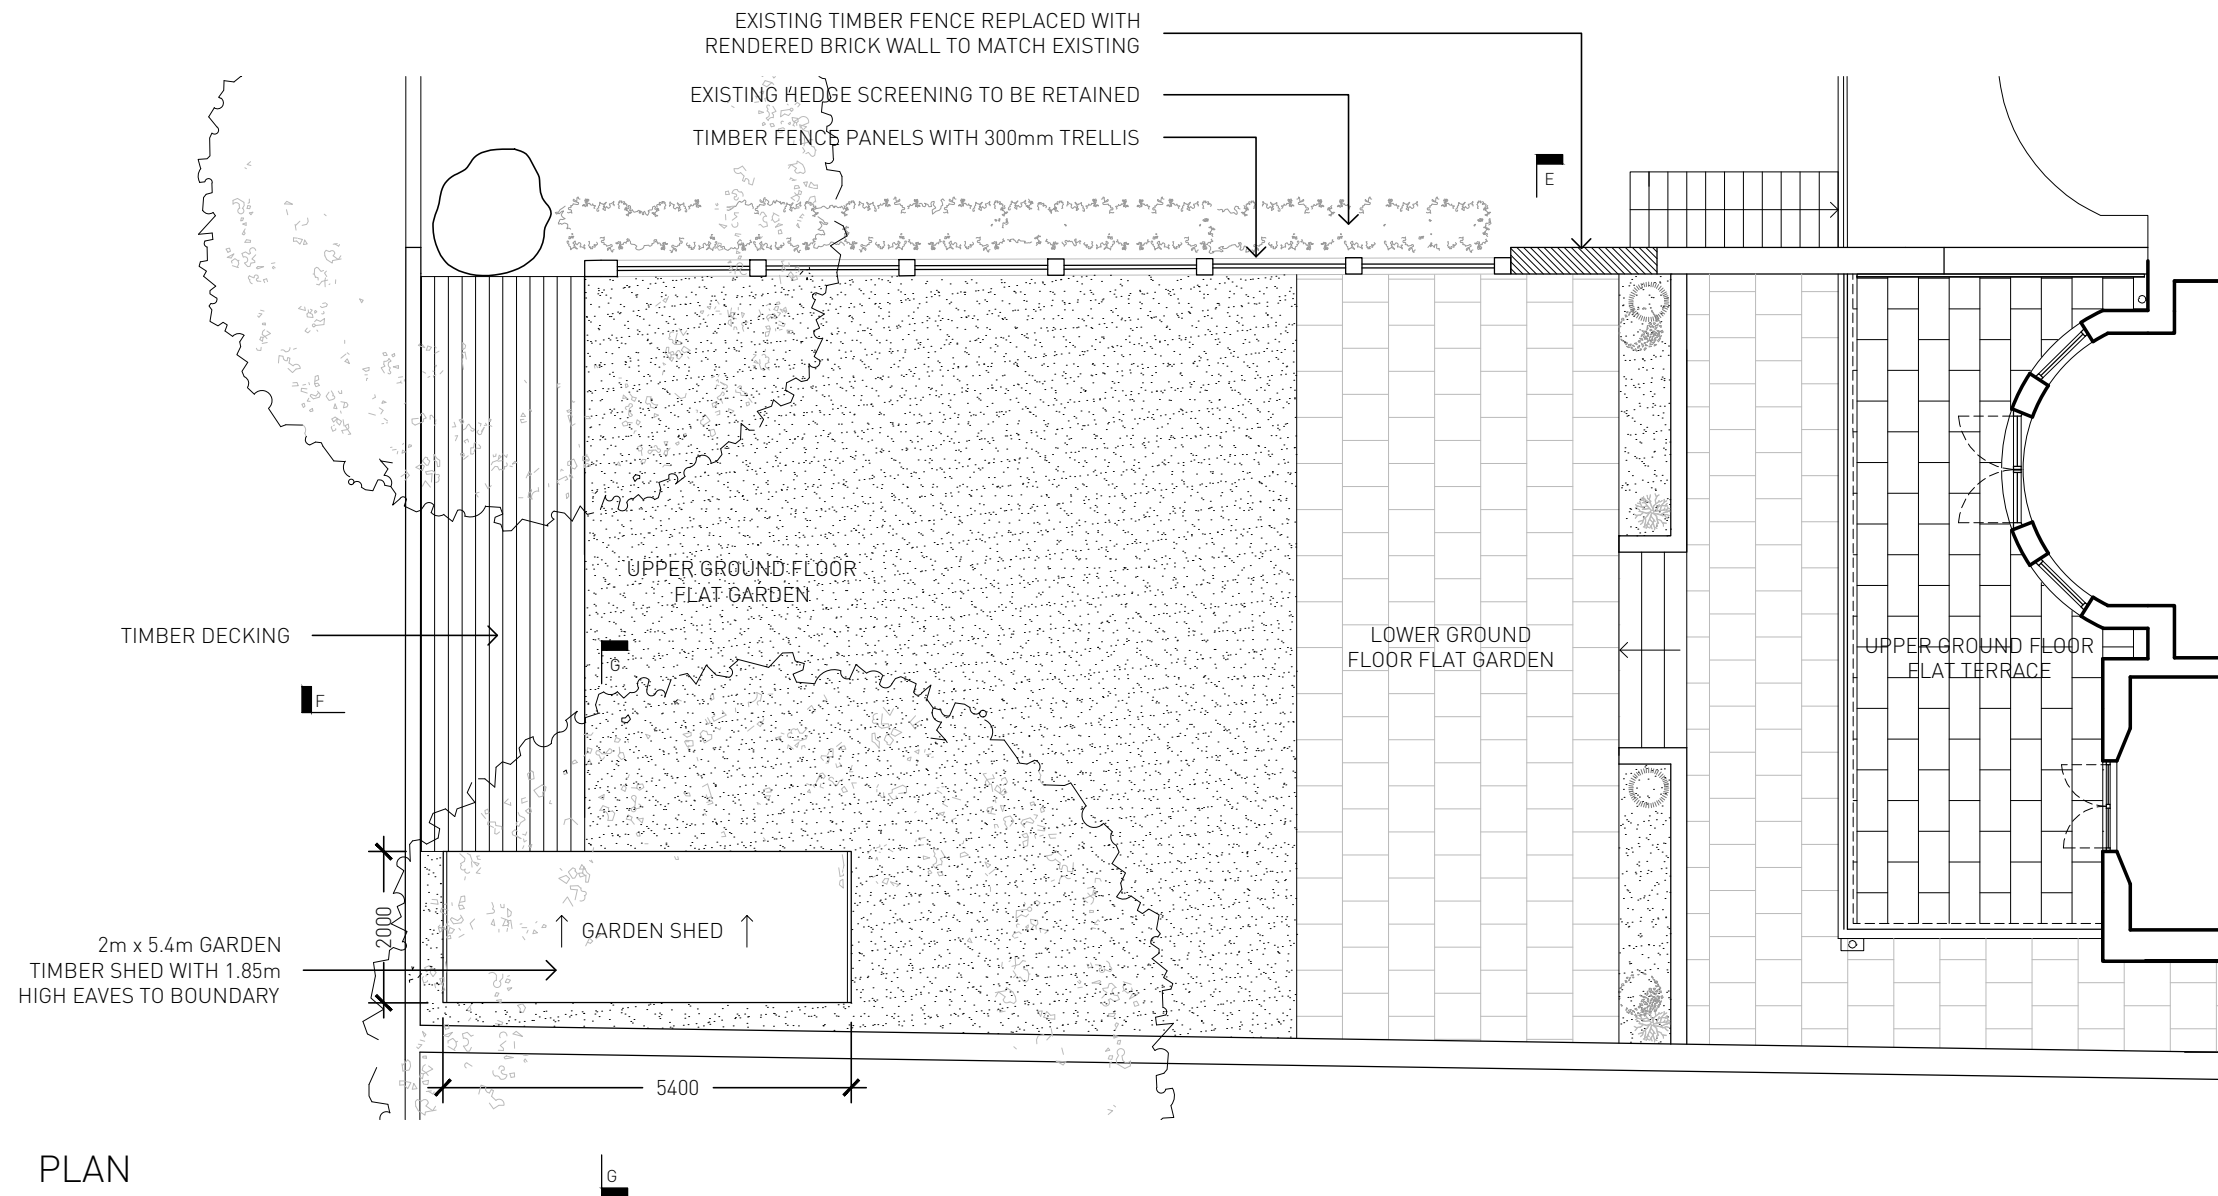 EXISTING TIMBER FENCE REPLACED WITH
RENDERED BRICK WALL TO MATCH EXISTING
EXISTING HEDGE SCREENING TO BE RETAINED
TIMBER FENCE PANELS WITH 300mm TRELLIS
E
UPPER GROUND FLOOR
FLAT GARDEN
TIMBER DECKING
G
F
LOWER GROUND
FLOOR FLAT GARDEN
UPPER GROUND FLOOR
FLAT TERRACE
2000
GARDEN SHED
2m x 5.4m GARDEN
TIMBER SHED WITH 1.85m
HIGH EAVES TO BOUNDARY
5400
PLAN
G